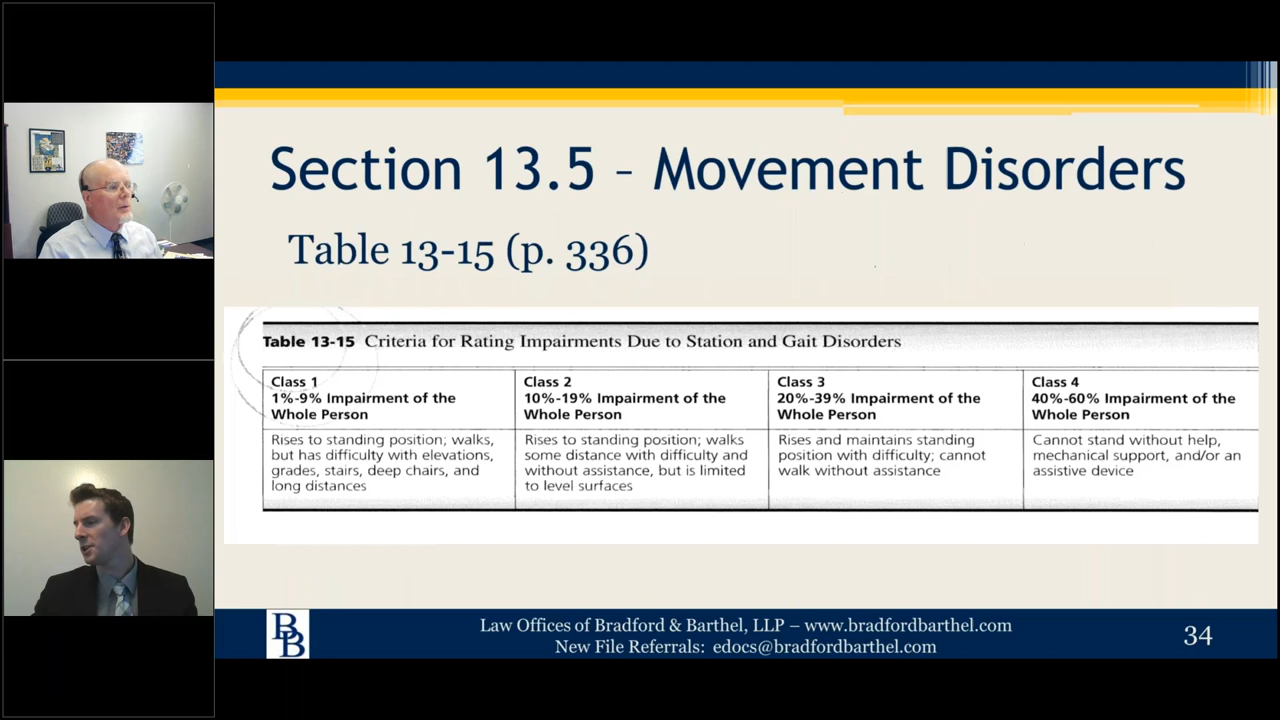 Section 13.5 – Movement Disorders
Table 13-15 (p. 336)
Table 13-15 Criteria for Rating Impairments Due to Station and Gait Disorders
Class 1
1%-9% Impairment of the
Whole Person
Rises to standing position; walks,
but has difficulty with elevations,
grades, stairs, deep chairs, and
long distances
Class 2
10%-19% Impairment of the
Whole Person
Rises to standing position; walks
some distance with difficulty and
without assistance, but is limited
to level surfaces
Class 3
20%-39% Impairment of the
Whole Person
Rises and maintains standing
position with difficulty; cannot
walk without assistance
Class 4
40%-60% Impairment of the
Whole Person
Cannot stand without help,
mechanical support, and/or an
assistive device
BB
Law Offices of Bradford & Barthel, LLP – www.bradfordbarthel.com
New File Referrals: edocs@bradfordbarthel.com
34